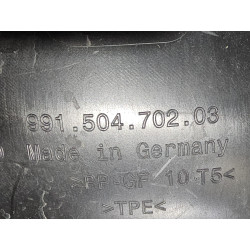 991.504.702.03
Made in Germany
>PP-GF 10 T5<
>TPE<